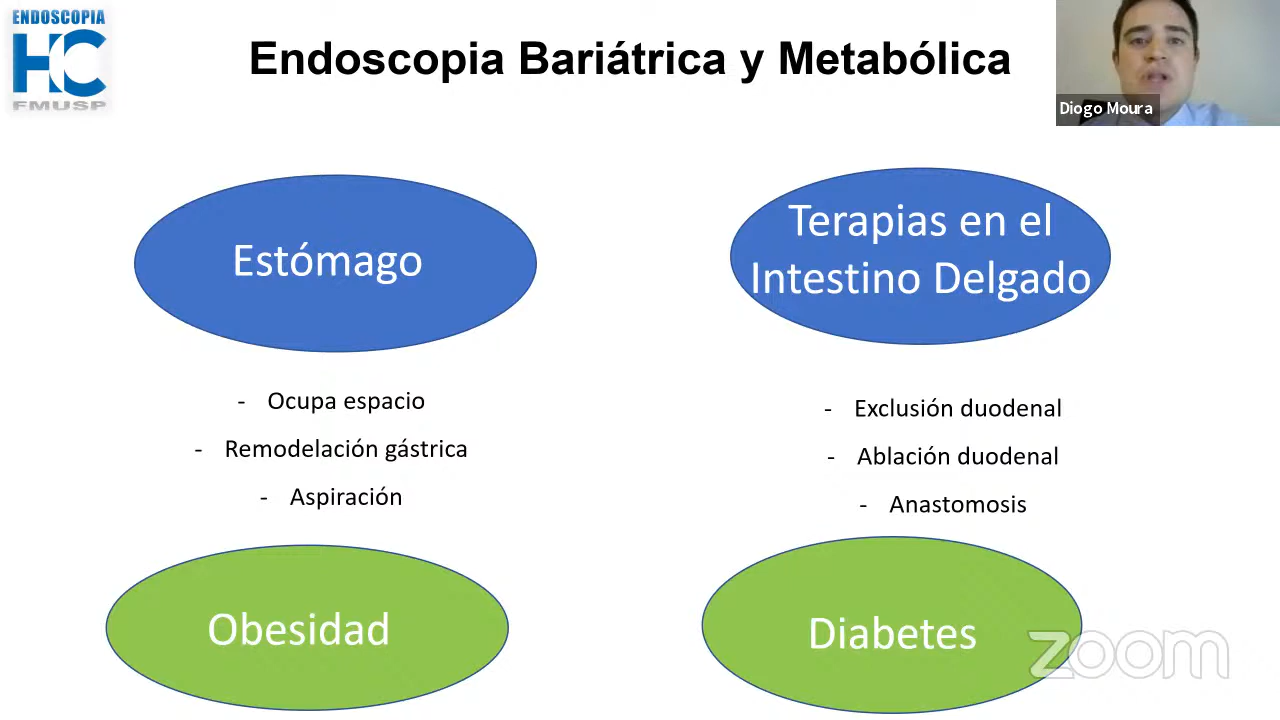 ENDOSCOPIA
HC
FMUSP
Endoscopia Bariátrica y Metabólica
Diogo Moura
Estómago
- Ocupa espacio
- Remodelación gástrica
- Aspiración
Obesidad
Terapias en el
Intestino Delgado
- Exclusión duodenal
- Ablación duodenal
- Anastomosis
Diabetes
zoom